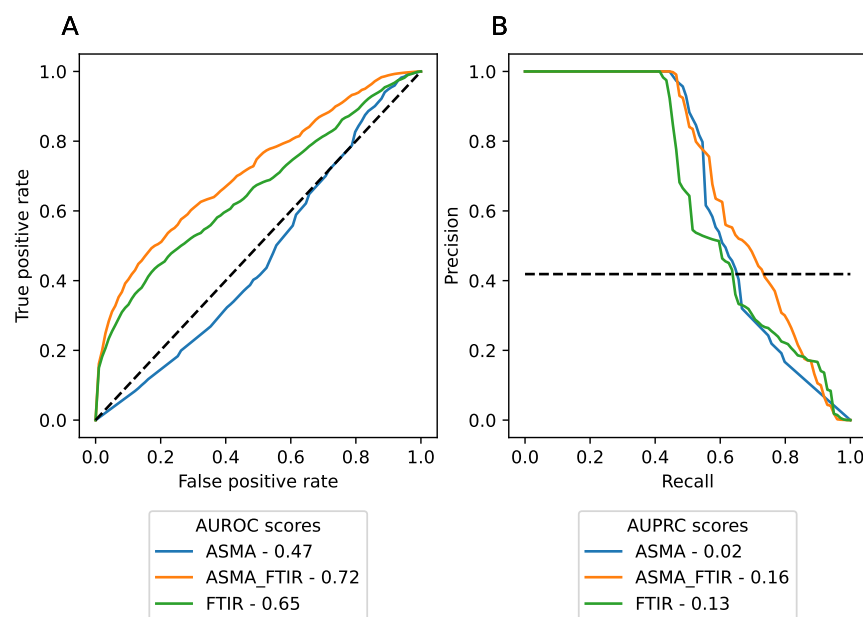 A
1.0
0.8
0.6
0.4
0.2
0.0
True positive rate
0.0 0.2 0.4 0.6 0.8 1.0
False positive rate
AUROC scores
ASMA - 0.47
ASMA_FTIR - 0.72
FTIR - 0.65
B
1.0
0.8
0.6
0.4
0.2
0.0
Precision
0.0 0.2 0.4 0.6 0.8 1.0
Recall
AUPRC scores
ASMA - 0.02
ASMA_FTIR - 0.16
FTIR - 0.13